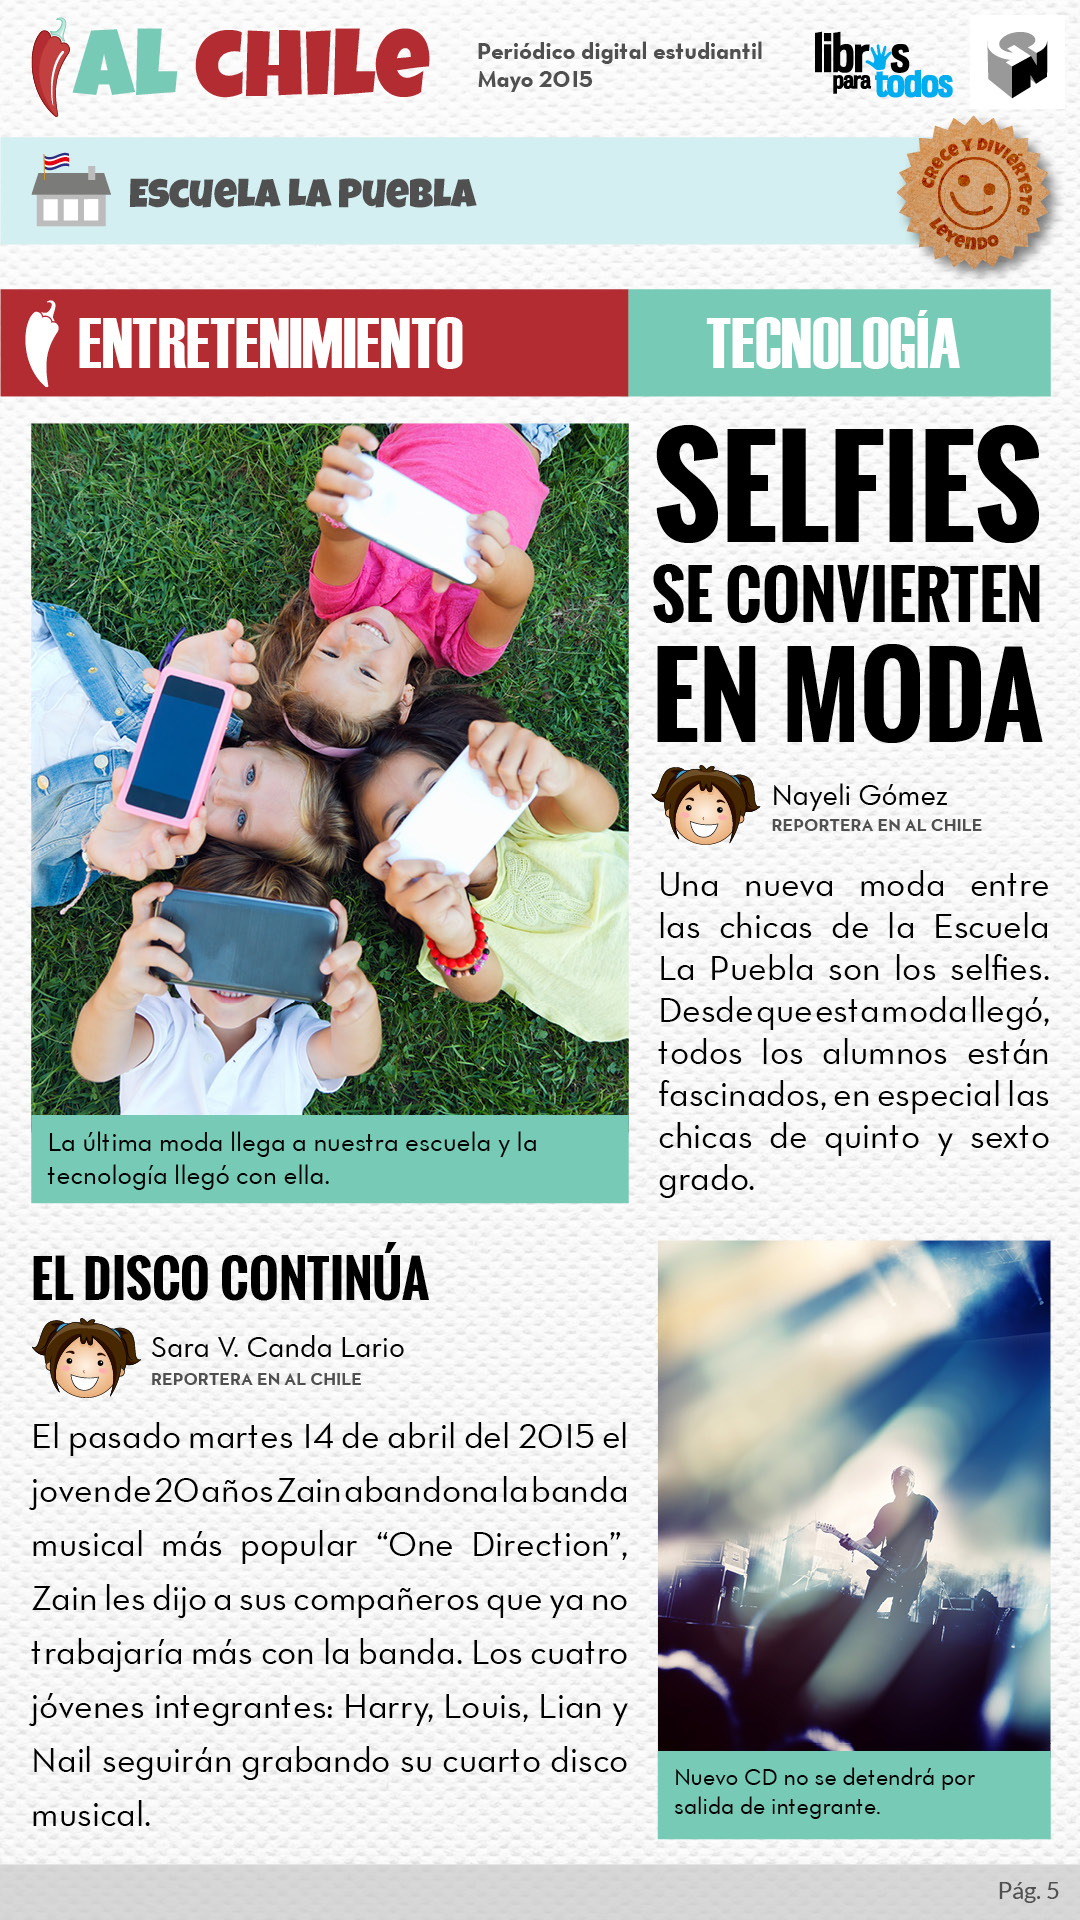 AL CHILE
Periódico digital estudiantil
Mayo 2015
libros
para todos
GN
ESCUELA LA PUEBLA
CRECE Y DIVIÉRTETE
LEYENDO
ENTRETENIMIENTO
TECNOLOGÍA
SELFIES
SE CONVIERTEN
EN MODA
Nayeli Gómez
REPORTERA EN AL CHILE
Una nueva moda entre
las chicas de la Escuela
La Puebla son los selfies.
Desde que esta moda llegó,
todos los alumnos están
fascinados, en especial las
chicas de quinto y sexto
grado.
La última moda llega a nuestra escuela y la
tecnología llegó con ella.
EL DISCO CONTINÚA
Sara V. Canda Lario
REPORTERA EN AL CHILE
El pasado martes 14 de abril del 2015 el
joven de 20 años Zain abandona la banda
musical más popular “One Direction”,
Zain les dijo a sus compañeros que ya no
trabajaría más con la banda. Los cuatro
jóvenes integrantes: Harry, Louis, Lian y
Nail seguirán grabando su cuarto disco
musical.
Nuevo CD no se detendrá por
salida de integrante.
Pág. 5